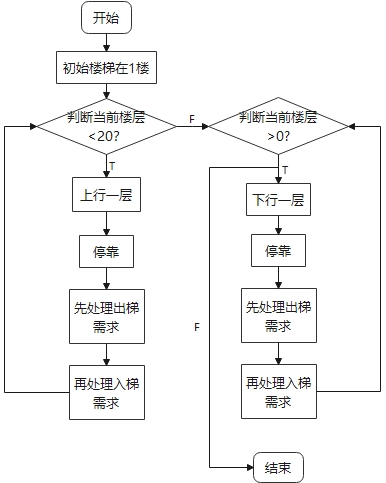 开始
初始楼梯在1楼
判断当前楼层
<20?
F
判断当前楼层
>0?
T
T
上行一层
下行一层
停靠
停靠
先处理出梯
需求
先处理出梯
需求
F
再处理入梯
需求
再处理入梯
需求
结束